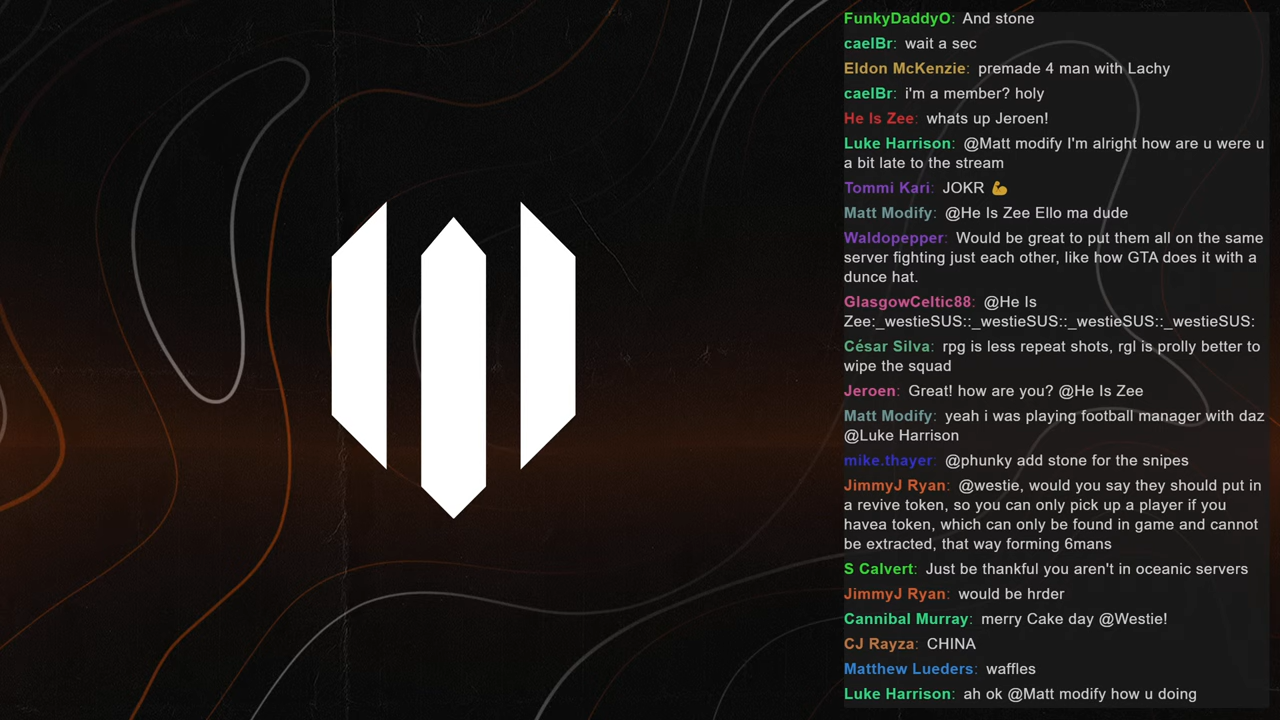 FunkyDaddyO: And stone
caelBr: wait a sec
Eldon McKenzie: premade 4 man with Lachy
caelBr: i'm a member? holy
He Is Zee: whats up Jeroen!
Luke Harrison: @Matt modify I'm alright how are u were u
a bit late to the stream
Tommi Kari: JOKR 💪
Matt Modify: @He Is Zee Ello ma dude
Waldopepper: Would be great to put them all on the same
server fighting just each other, like how GTA does it with a
dunce hat.
GlasgowCeltic88: @He Is
Zee:_westieSUS::_westieSUS::_westieSUS::_westieSUS:
César Silva: rpg is less repeat shots, rgl is prolly better to
wipe the squad
Jeroen: Great! how are you? @He Is Zee
Matt Modify: yeah i was playing football manager with daz
@Luke Harrison
mike.thayer: @phunky add stone for the snipes
JimmyJ Ryan: @westie, would you say they should put in
a revive token, so you can only pick up a player if you
havea token, which can only be found in game and cannot
be extracted, that way forming 6mans
S Calvert: Just be thankful you aren't in oceanic servers
JimmyJ Ryan: would be hrder
Cannibal Murray: merry Cake day @Westie!
CJ Rayza: CHINA
Matthew Lueders: waffles
Luke Harrison: ah ok @Matt modify how u doing